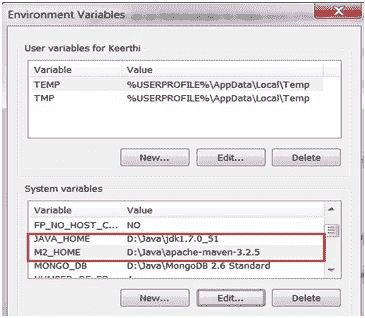 Environment Variables
User variables for Keerthi
Variable Value
TEMP %USERPROFILE%\AppData\Local\Temp
TMP %USERPROFILE%\AppData\Local\Temp
New... Edit... Delete
System variables
Variable Value
FP_NO_HOST_C... NO
JAVA_HOME D:\Java\jdk1.7.0_51
M2_HOME D:\Java\apache-maven-3.2.5
MONGO_DB D:\Java\MongoDB 2.6 Standard
New... Edit... Delete